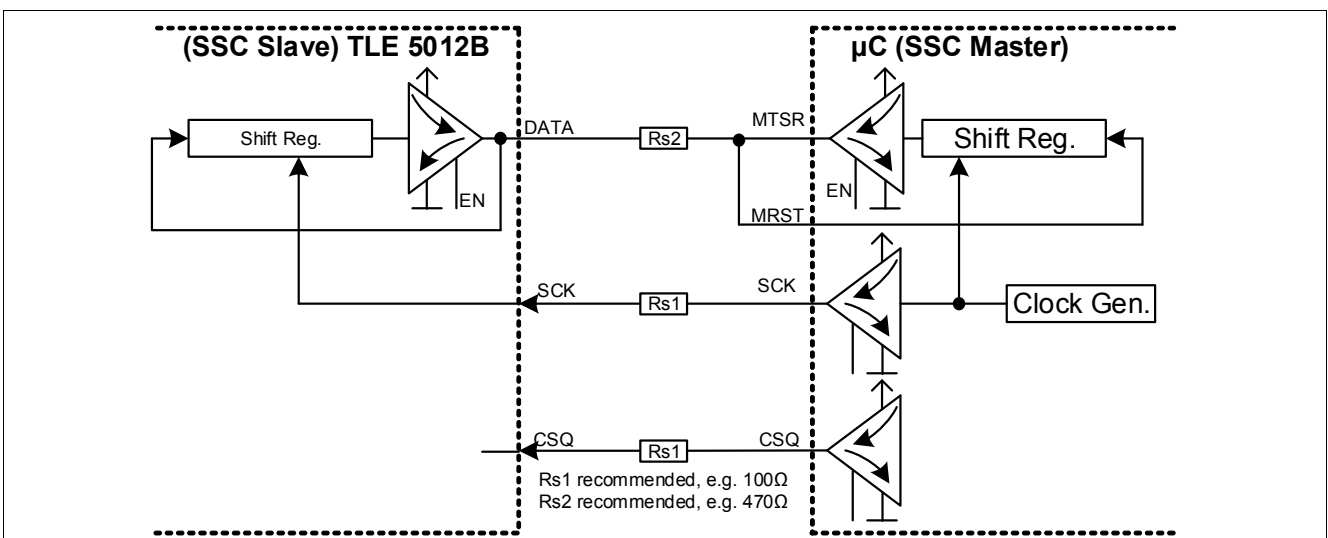 (SSC Slave) TLE 5012B
µC (SSC Master)
Shift Reg.
EN
DATA
Rs2
MTSR
Shift Reg.
EN
MRST
SCK
Rs1
SCK
Clock Gen.
CSQ
Rs1
CSQ
Rs1 recommended, e.g. 100Ω
Rs2 recommended, e.g. 470Ω